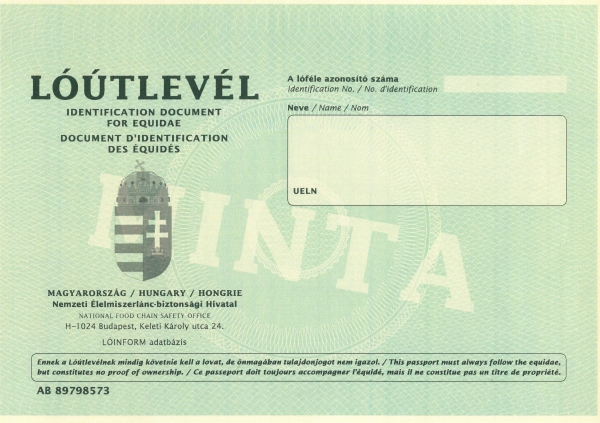 LÓÚTLEVÉL
IDENTIFICATION DOCUMENT
FOR EQUIDAE
DOCUMENT D'IDENTIFICATION
DES ÉQUIDÉS
MINTA
MAGYARORSZÁG / HUNGARY / HONGRIE
Nemzeti Élelmiszerlánc-biztonsági Hivatal
NATIONAL FOOD CHAIN SAFETY OFFICE
H–1024 Budapest, Keleti Károly utca 24.
LÓINFORM adatbázis
A lóféle azonosító száma
Identification No. / No. d'identification
Neve / Name / Nom
UELN
Ennek a Lóútlevélnek mindig követnie kell a lovat, de önmagában tulajdonjogot nem igazol. / This passport must always follow the equidae,
but constitutes no proof of ownership. / Ce passeport doit toujours accompagner l'équidé, mais il ne constitue pas un titre de propriété.
AB 89798573